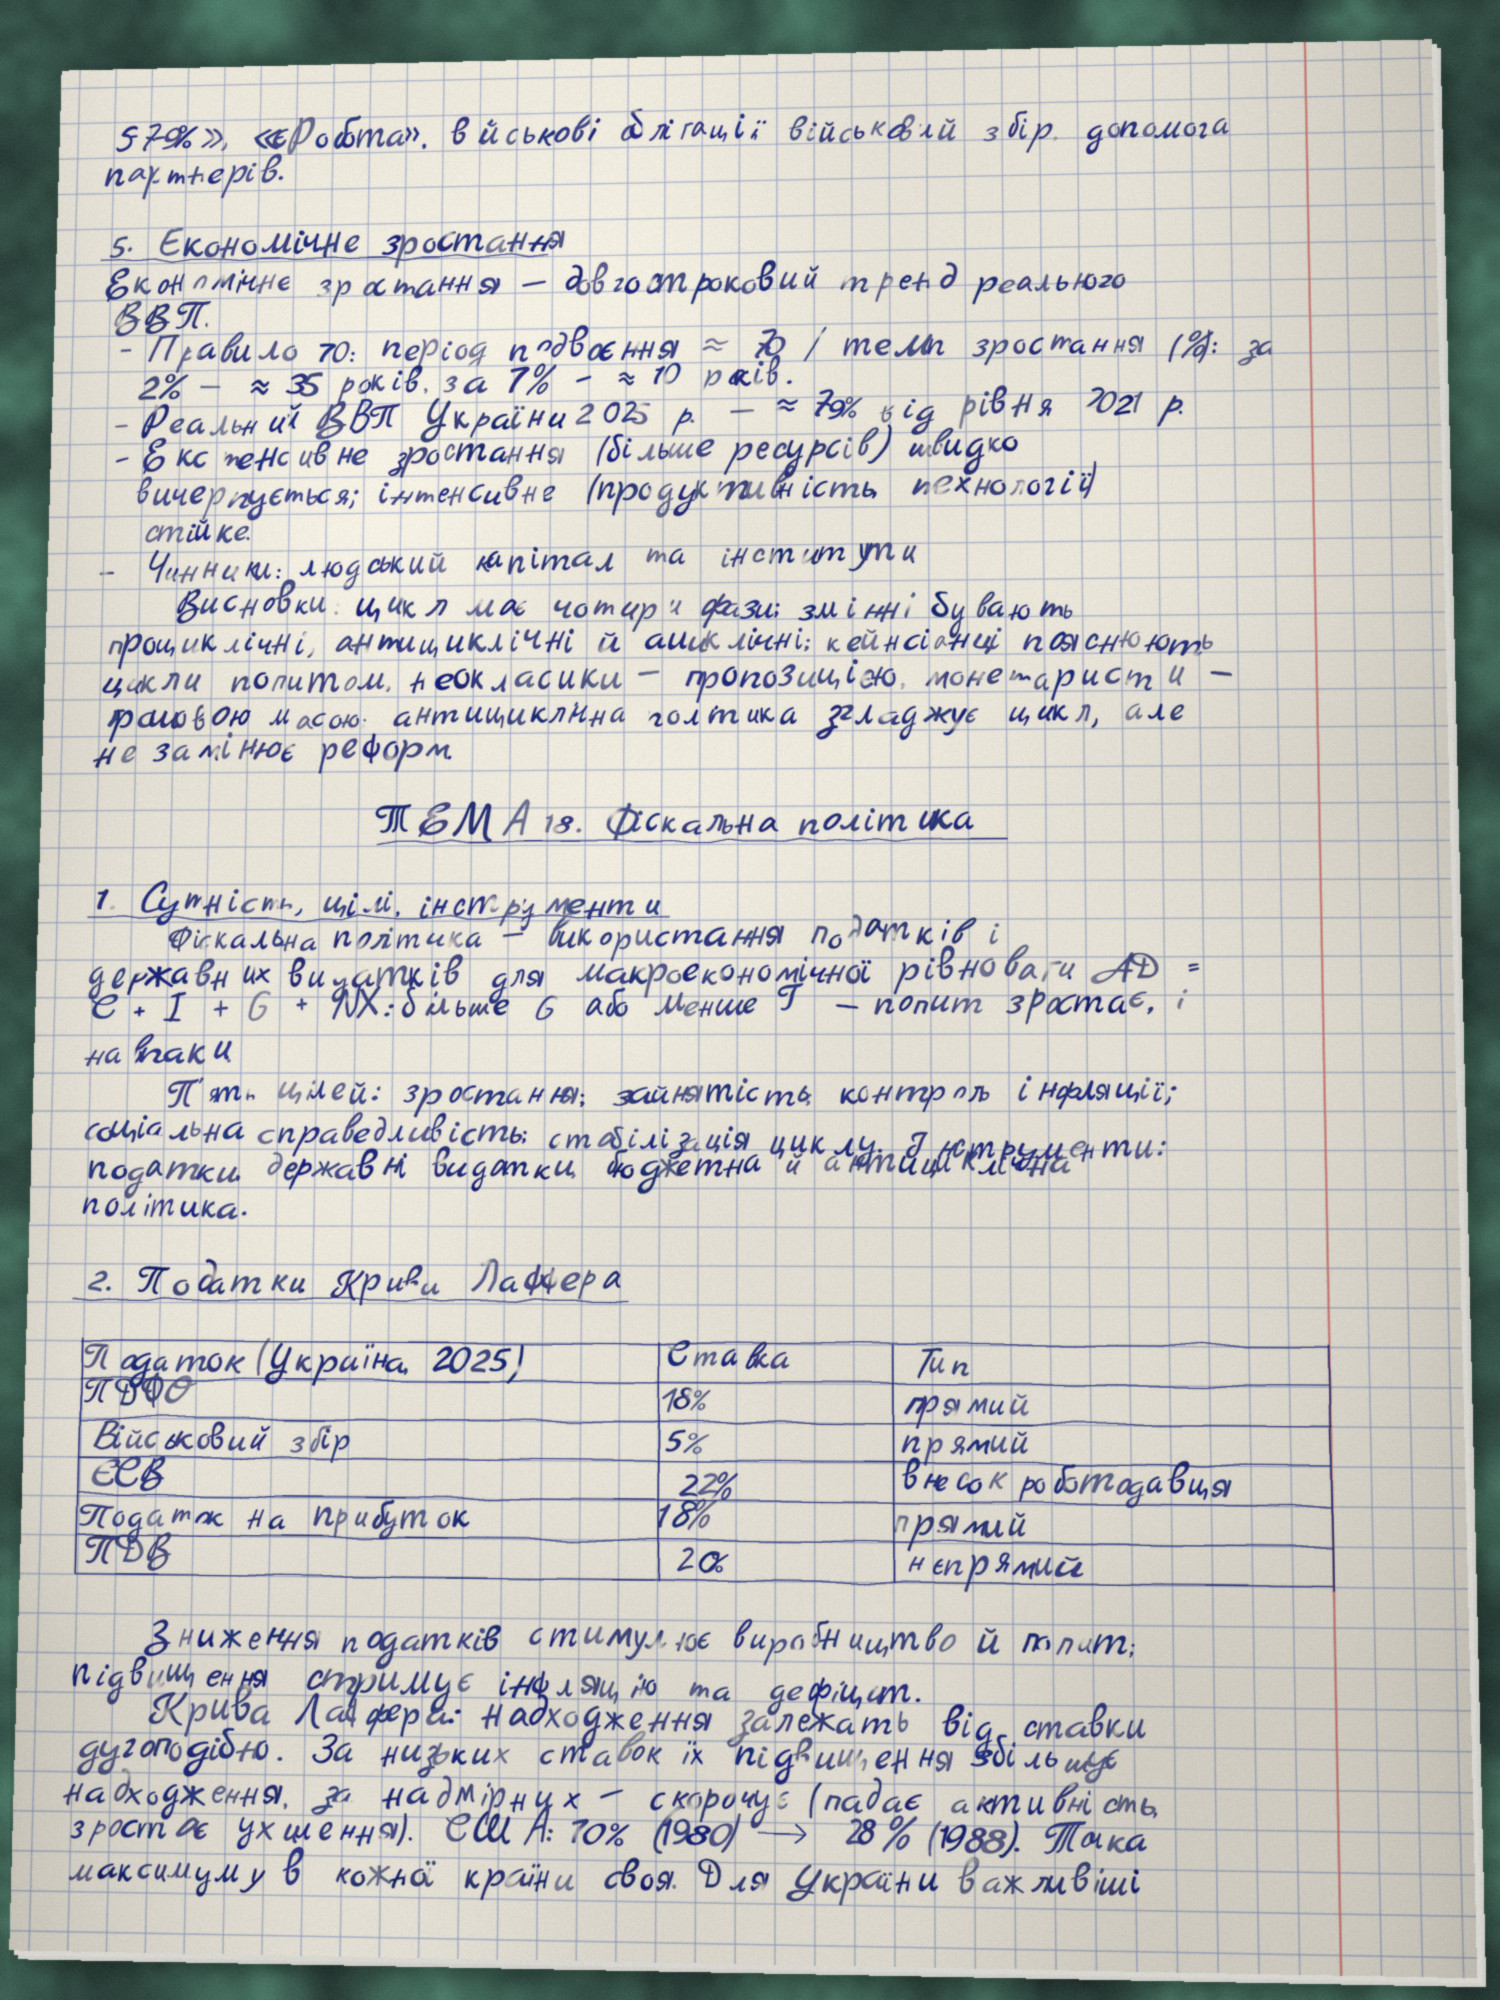 5 7 9%», «єРобота», військові облігації, військовий збір, допомога
партнерів.
5. Економічне зростання
Економічне зростання — довгостроковий тренд реального
ВВП.
- Правило 70: період подвоєння ≈ 70 / темп зростання (%): за
2% — ≈ 35 років, за 7% — ≈ 10 років.
- Реальний ВВП України 2025 р. — ≈ 79% від рівня 2021 р.
- Екстенсивне зростання (більше ресурсів) швидко
вичерпується; інтенсивне (продуктивність, технології)
стійке.
- Чинники: людський капітал та інститути
Висновки: цикл має чотири фази; змінні бувають
проциклічні, антициклічні й ациклічні; кейнсіанці пояснюють
цикли попитом, неокласики — пропозицією, монетаристи —
грошовою масою; антициклічна політика згладжує цикл, але
не замінює реформ.
ТЕМА 18. Фіскальна політика
1. Сутність, цілі, інструменти
Фіскальна політика — використання податків і
державних видатків для макроекономічної рівноваги AD =
C + I + G + NX: більше G або менше T — попит зростає, і
навпаки.
П'ять цілей: зростання; зайнятість; контроль інфляції;
соціальна справедливість; стабілізація циклу. Інструменти:
податки, державні видатки, бюджетна й антициклічна
політика.
2. Податки. Крива Лаффера
Податок (Україна, 2025) Ставка Тип
ПДФО 18% прямий
Військовий збір 5% прямий
ЄСВ 22% внесок роботодавця
Податок на прибуток 18% прямий
ПДВ 20% непрямий
Зниження податків стимулює виробництво й попит;
підвищення стримує інфляцію та дефіцит.
Крива Лаффера: надходження залежать від ставки
дугоподібно. За низьких ставок їх підвищення збільшує
надходження, за надмірних — скорочує (падає активність,
зростає ухилення). США: 70% (1980) → 28% (1988). Точка
максимуму в кожної країни своя. Для України важливіші